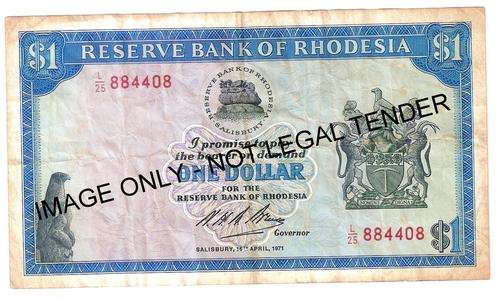 $1 RESERVE BANK OF RHODESIA $1
L/25 884408
RESERVE BANK OF RHODESIA
SALISBURY
I promise to pay
the bearer on demand
ONE DOLLAR
FOR THE
RESERVE BANK OF RHODESIA
Governor
L/25 884408 $1
SALISBURY, 16TH APRIL, 1971
IMAGE ONLY - NOT LEGAL TENDER